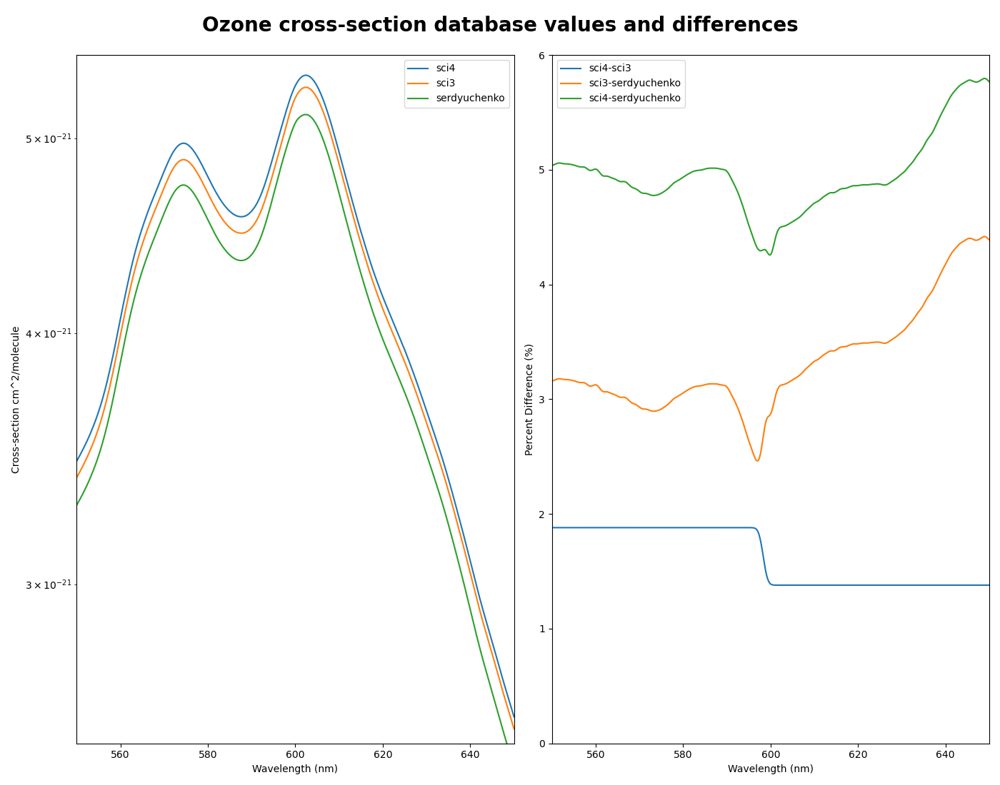 Ozone cross-section database values and differences
sci4
sci3
serdyuchenko
5 × 10⁻²¹
4 × 10⁻²¹
3 × 10⁻²¹
Cross-section cm^2/molecule
560 580 600 620 640
Wavelength (nm)
sci4-sci3
sci3-serdyuchenko
sci4-serdyuchenko
6
5
4
3
2
1
0
Percent Difference (%)
560 580 600 620 640
Wavelength (nm)